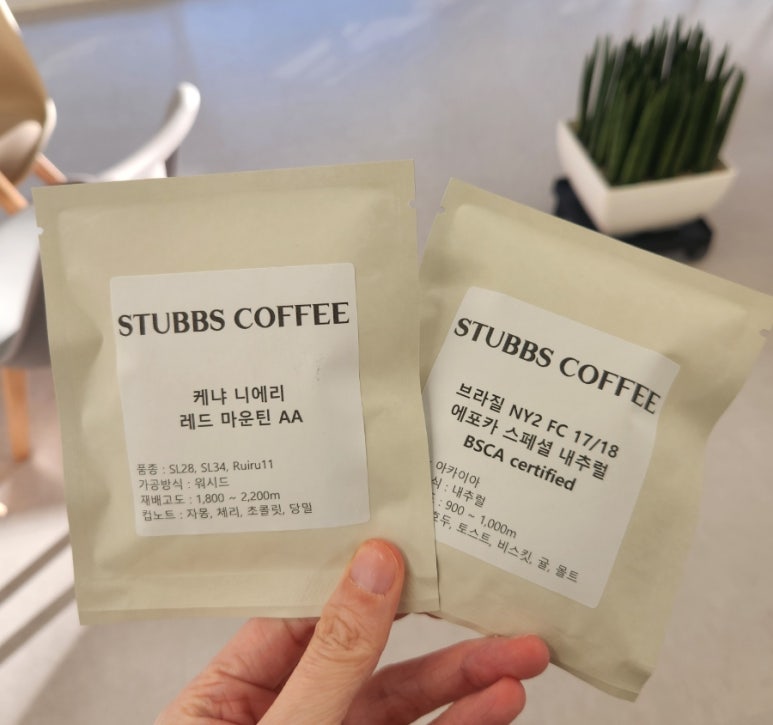 STUBBS COFFEE
케냐 니에리
레드 마운틴 AA
품종 : SL28, SL34, Ruiru11
가공방식 : 워시드
재배고도 : 1,800 ~ 2,200m
컵노트 : 자몽, 체리, 초콜릿, 당밀
STUBBS COFFEE
브라질 NY2 FC 17/18
에포카 스페셜 내추럴
BSCA certified
아카이아
식 : 내추럴
: 900 ~ 1,000m
호두, 토스트, 비스킷, 귤, 몰트